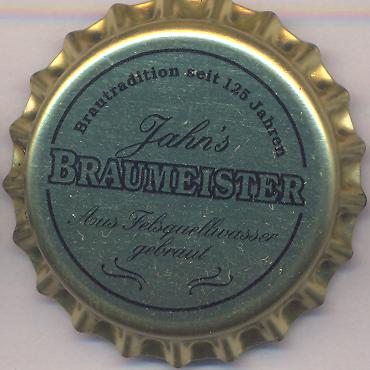 Brautradition seit 125 Jahren
Jahn's
BRAUMEISTER
Aus Felsquellwasser
gebraut